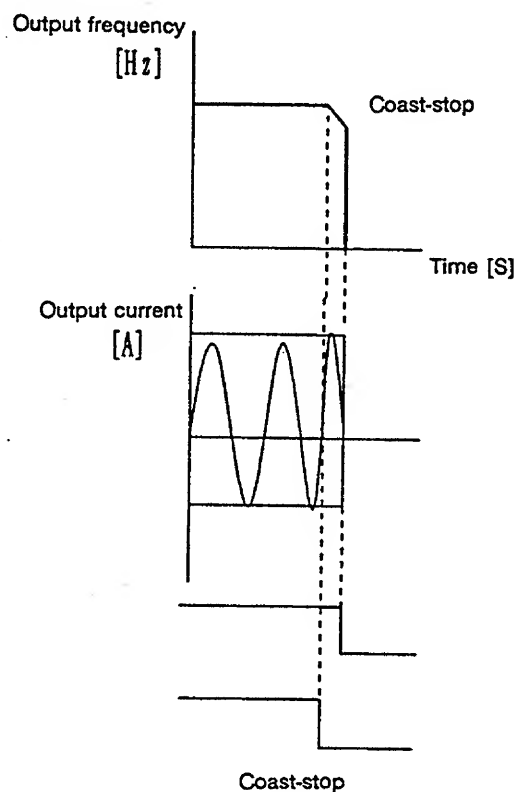 Output frequency
[Hz]
Coast-stop
Time [S]
Output current
[A]
Coast-stop